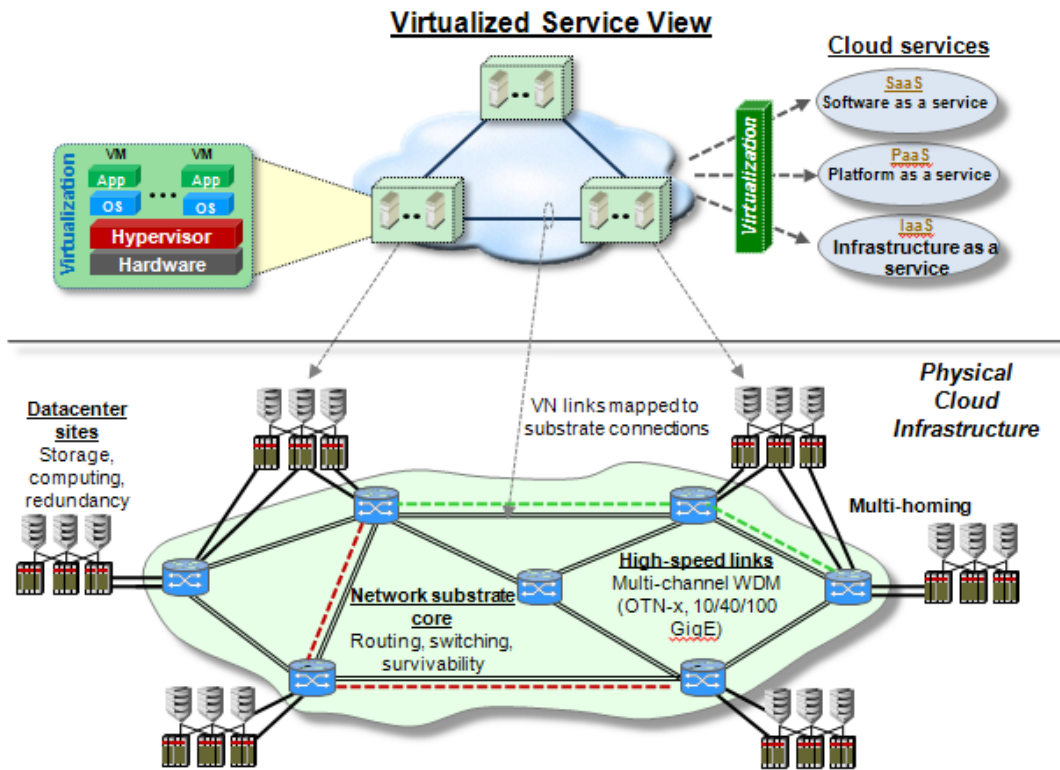 Virtualized Service View
Cloud services
SaaS
Software as a service
PaaS
Platform as a service
IaaS
Infrastructure as a
service
Virtualization
Virtualization
VM
VM
App
App
OS
OS
Hypervisor
Hardware
Physical
Cloud
Infrastructure
Datacenter
sites
Storage,
computing,
redundancy
VN links mapped to
substrate connections
Multi-homing
High-speed links
Multi-channel WDM
(OTN-x, 10/40/100
GigE)
Network substrate
core
Routing, switching,
survivability